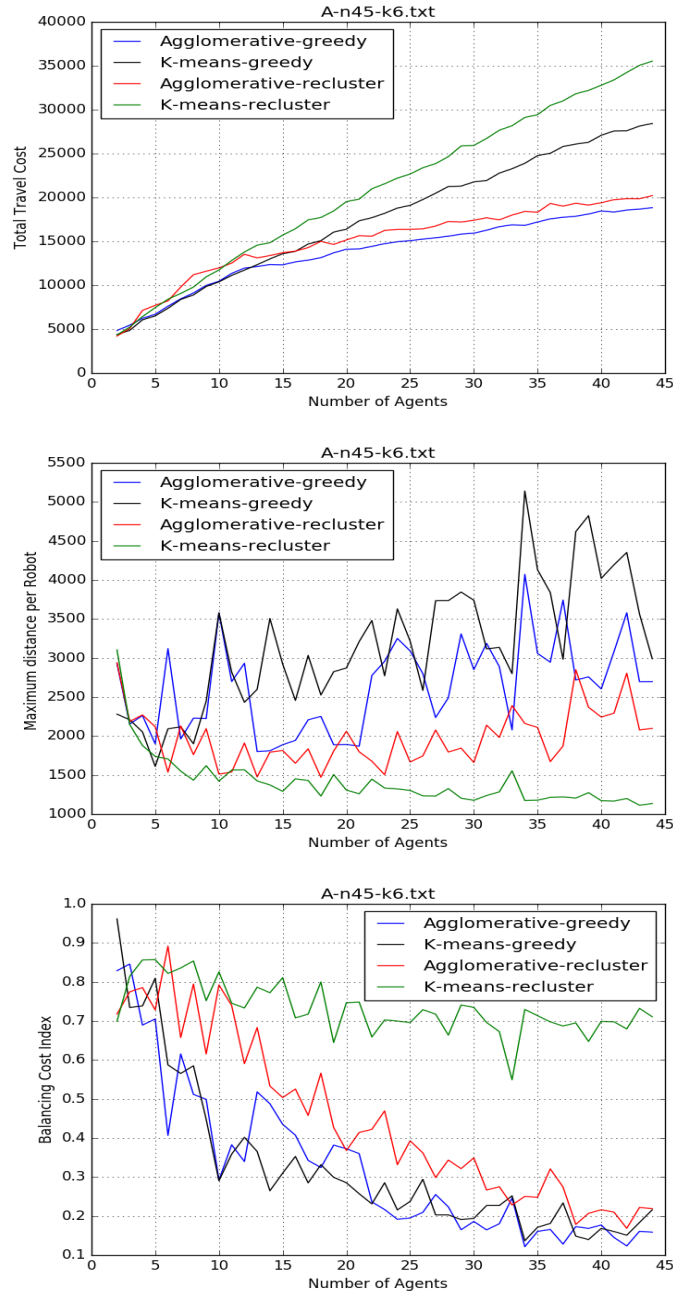 A-n45-k6.txt
40000
35000
30000
25000
20000
15000
10000
5000
0
Total Travel Cost
Agglomerative-greedy
K-means-greedy
Agglomerative-recluster
K-means-recluster
0 5 10 15 20 25 30 35 40 45
Number of Agents
A-n45-k6.txt
5500
5000
4500
4000
3500
3000
2500
2000
1500
1000
Maximum distance per Robot
Agglomerative-greedy
K-means-greedy
Agglomerative-recluster
K-means-recluster
0 5 10 15 20 25 30 35 40 45
Number of Agents
A-n45-k6.txt
1.0
0.9
0.8
0.7
0.6
0.5
0.4
0.3
0.2
0.1
Balancing Cost Index
Agglomerative-greedy
K-means-greedy
Agglomerative-recluster
K-means-recluster
0 5 10 15 20 25 30 35 40 45
Number of Agents